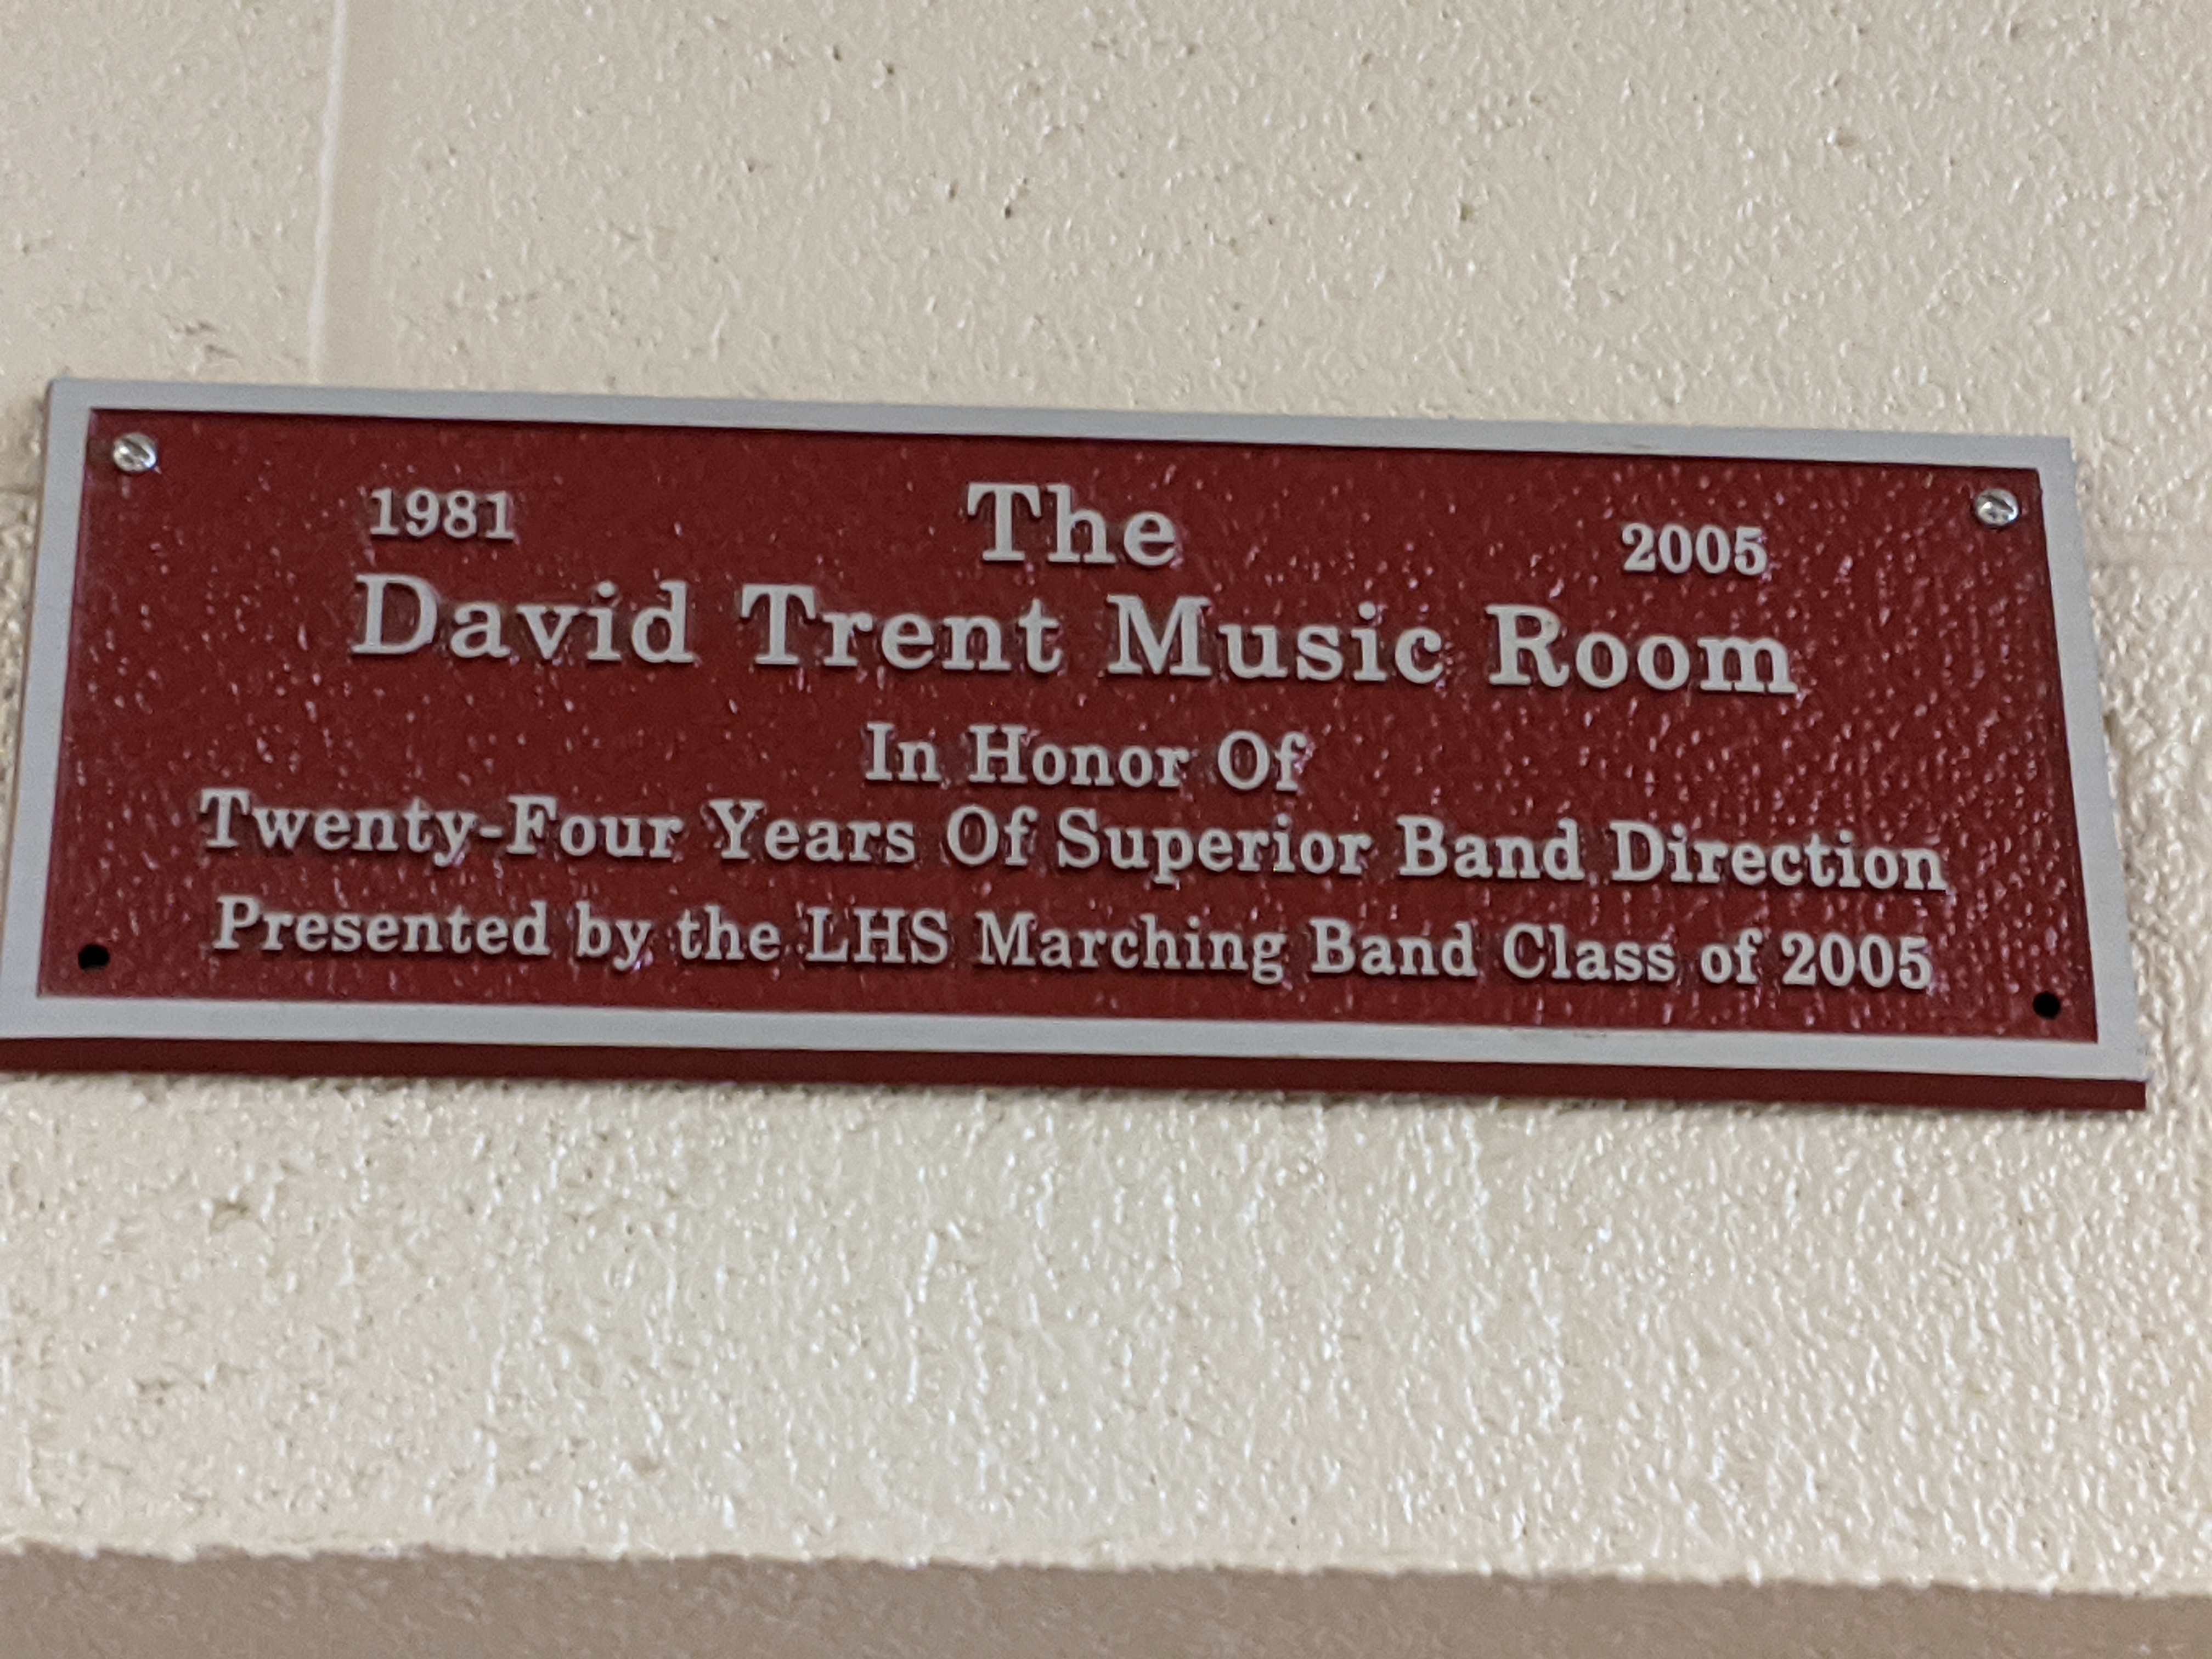 1981 The 2005
David Trent Music Room
In Honor Of
Twenty-Four Years Of Superior Band Direction
Presented by the LHS Marching Band Class of 2005